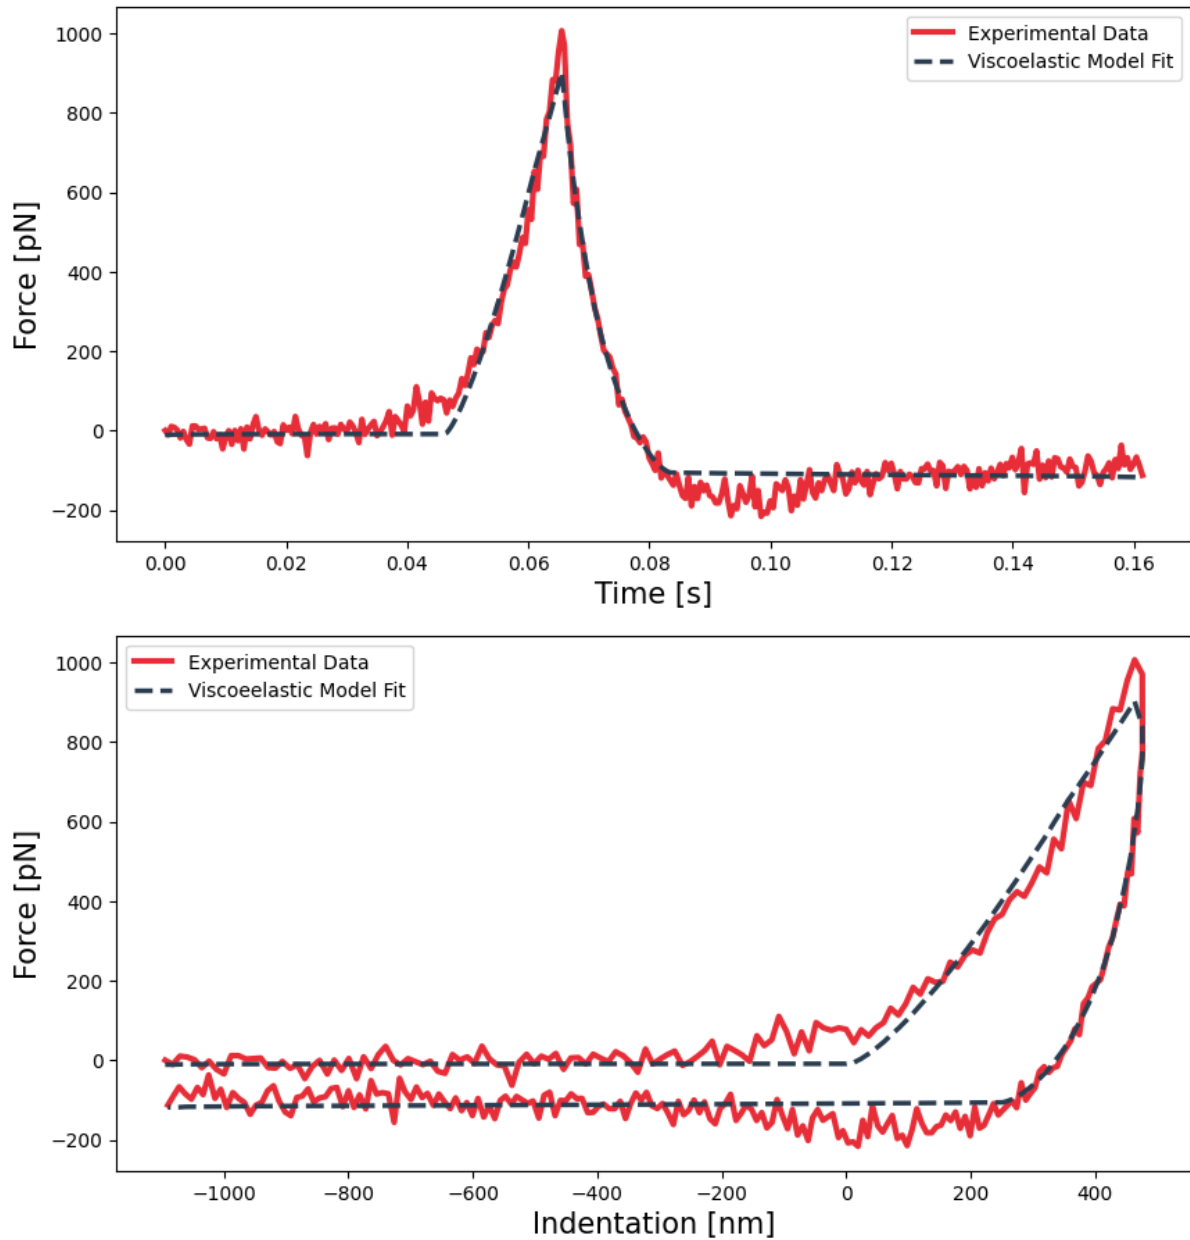 1000
800
600
400
200
0
−200
Force [pN]
Experimental Data
Viscoelastic Model Fit
0.00 0.02 0.04 0.06 0.08 0.10 0.12 0.14 0.16
Time [s]
1000
800
600
400
200
0
−200
Force [pN]
Experimental Data
Viscoeelastic Model Fit
−1000 −800 −600 −400 −200 0 200 400
Indentation [nm]